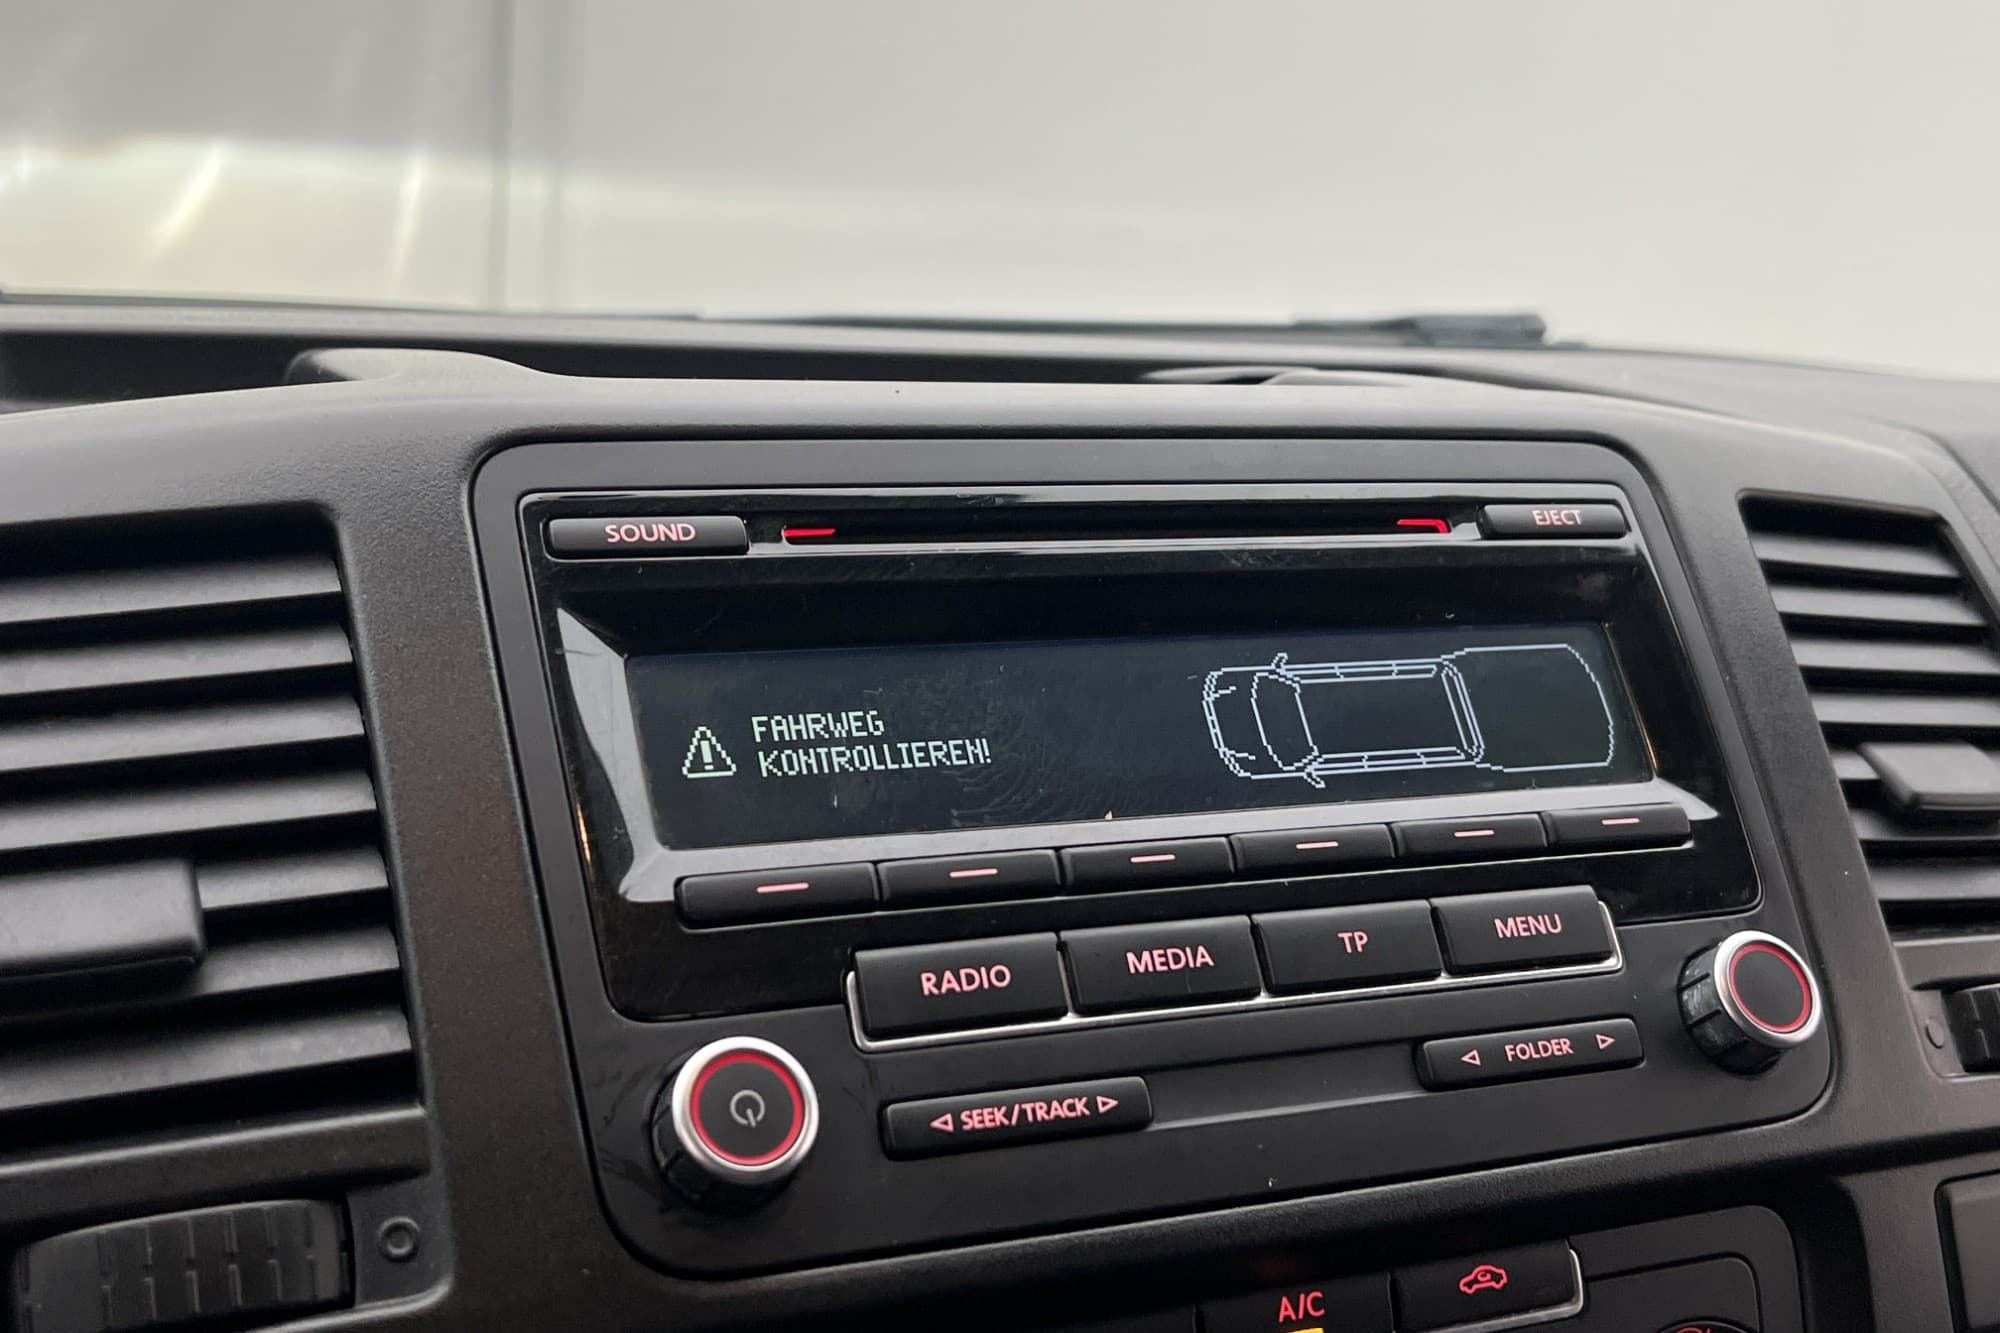 SOUND
EJECT
FAHRWEG
KONTROLLIEREN!
RADIO
MEDIA
TP
MENU
SEEK/TRACK
FOLDER
A/C